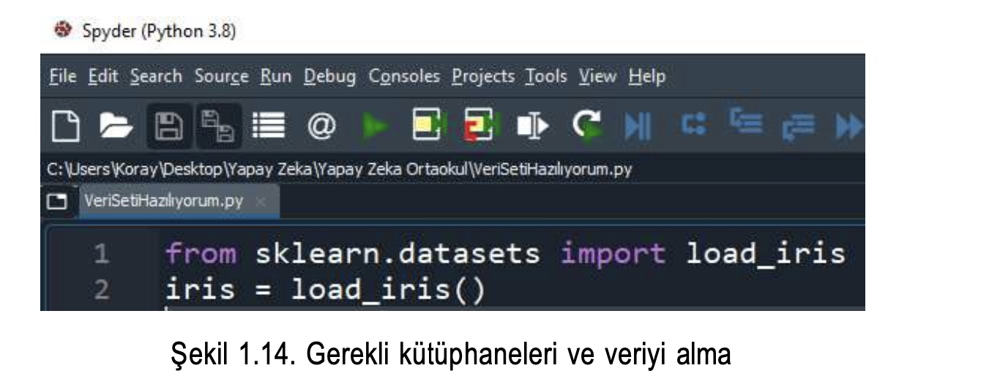 Spyder (Python 3.8)
File Edit Search Source Run Debug Consoles Projects Tools View Help
C:\Users\Koray\Desktop\Yapay Zeka\Yapay Zeka Ortaokul\VeriSetiHazılıyorum.py
VeriSetiHazılıyorum.py
1 from sklearn.datasets import load_iris
2 iris = load_iris()
Şekil 1.14. Gerekli kütüphaneleri ve veriyi alma